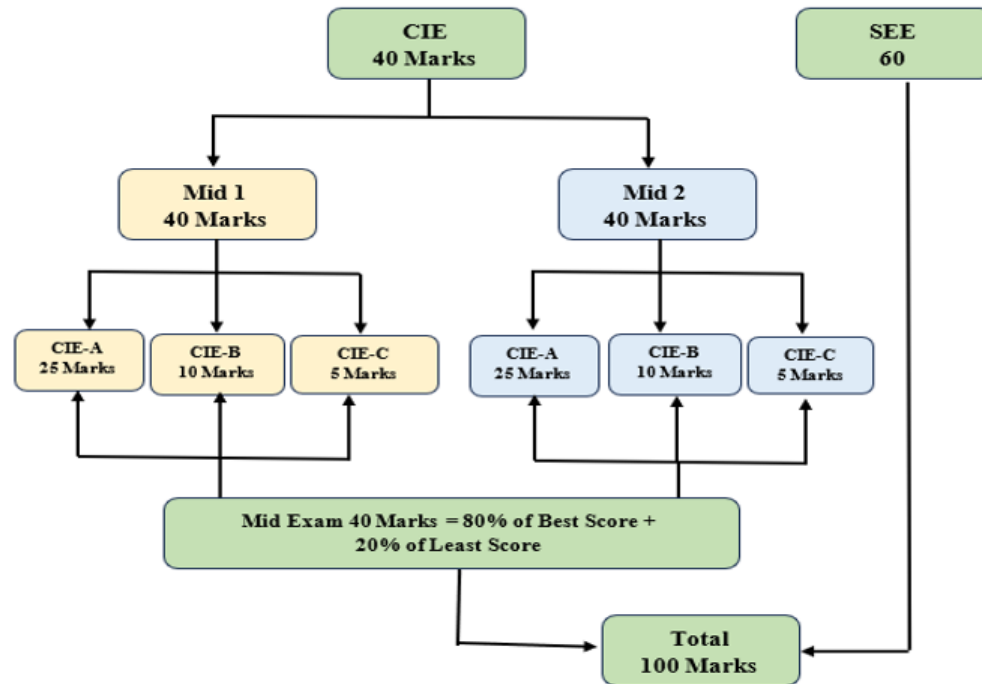 CIE
40 Marks
SEE
60
Mid 1
40 Marks
Mid 2
40 Marks
CIE-A
25 Marks
CIE-B
10 Marks
CIE-C
5 Marks
CIE-A
25 Marks
CIE-B
10 Marks
CIE-C
5 Marks
Mid Exam 40 Marks = 80% of Best Score +
20% of Least Score
Total
100 Marks